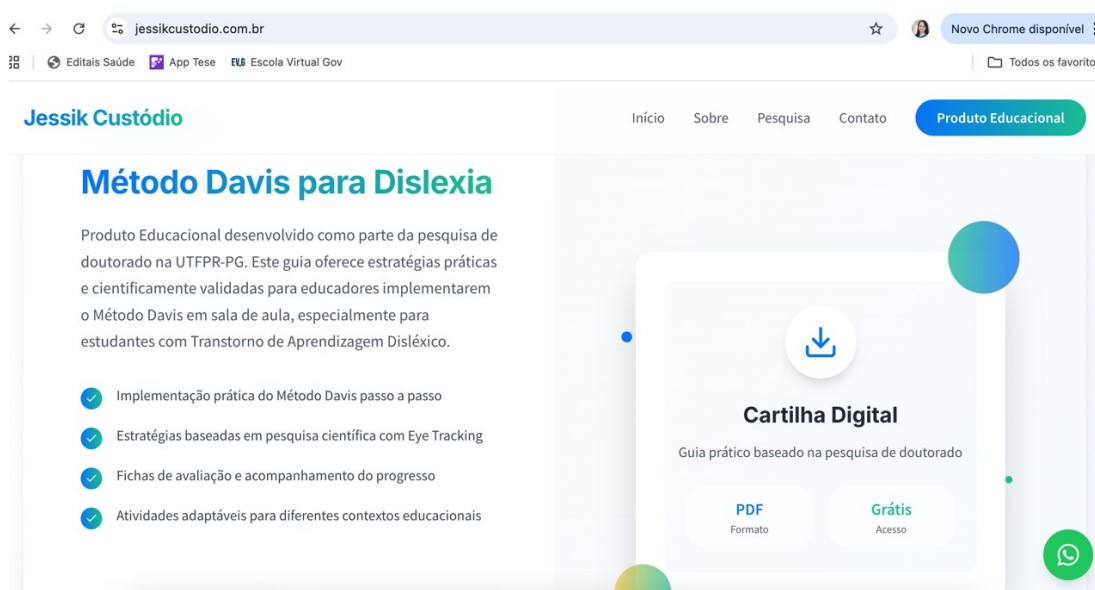 jessikcustodio.com.br
Novo Chrome disponível
Editais Saúde App Tese EV.G Escola Virtual Gov
Todos os favorito
Jessik Custódio
Início Sobre Pesquisa Contato Produto Educacional
Método Davis para Dislexia
Produto Educacional desenvolvido como parte da pesquisa de
doutorado na UTFPR-PG. Este guia oferece estratégias práticas
e cientificamente validadas para educadores implementarem
o Método Davis em sala de aula, especialmente para
estudantes com Transtorno de Aprendizagem Disléxico.
Implementação prática do Método Davis passo a passo
Estratégias baseadas em pesquisa científica com Eye Tracking
Fichas de avaliação e acompanhamento do progresso
Atividades adaptáveis para diferentes contextos educacionais
Cartilha Digital
Guia prático baseado na pesquisa de doutorado
PDF
Formato
Grátis
Acesso